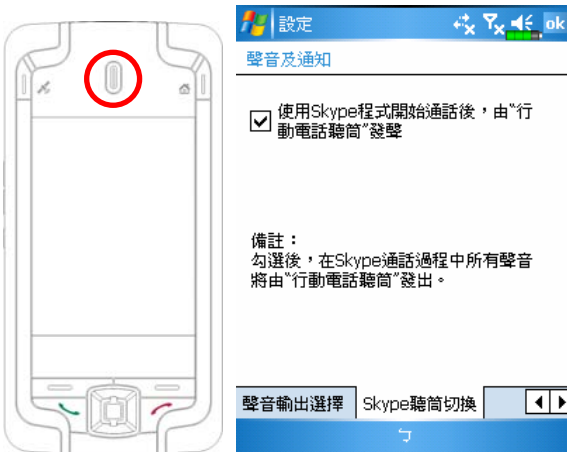 設定
ok
聲音及通知
使用Skype程式開始通話後，由“行
動電話聽筒”發聲
備註：
勾選後，在Skype通話過程中所有聲音
將由“行動電話聽筒”發出。
聲音輸出選擇 Skype聽筒切換